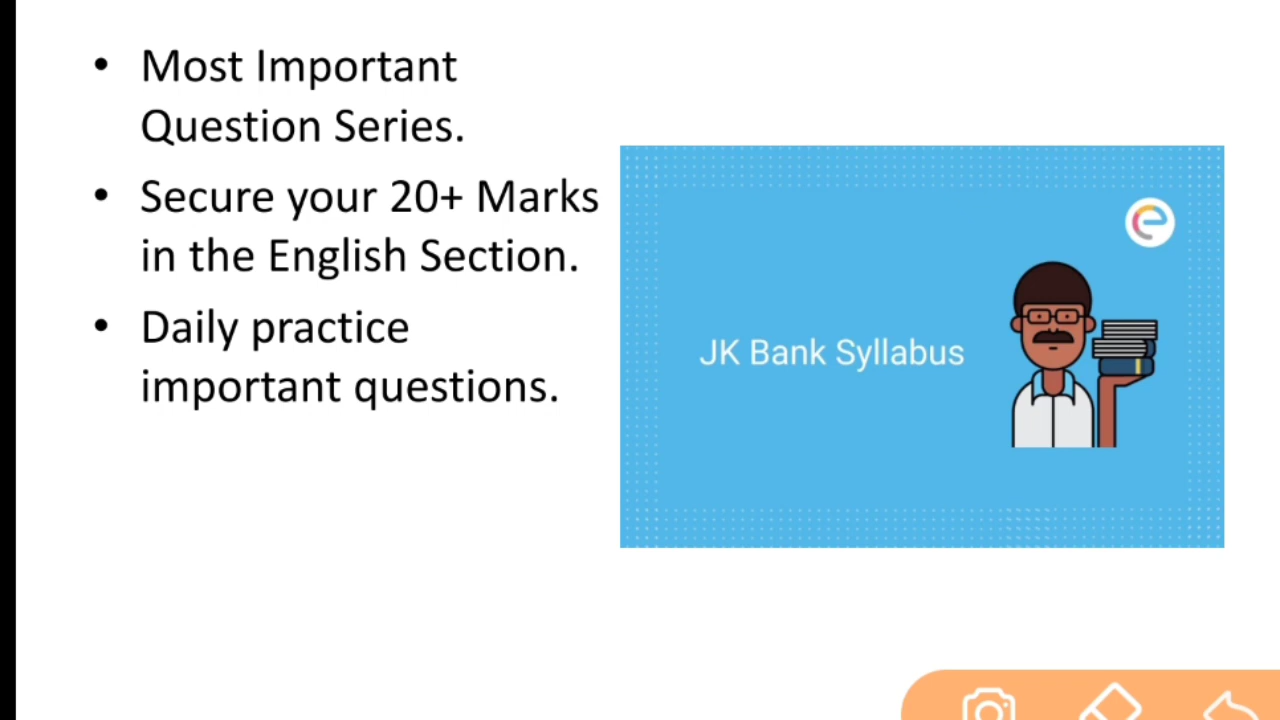 • Most Important
Question Series.
• Secure your 20+ Marks
in the English Section.
• Daily practice
important questions.
JK Bank Syllabus